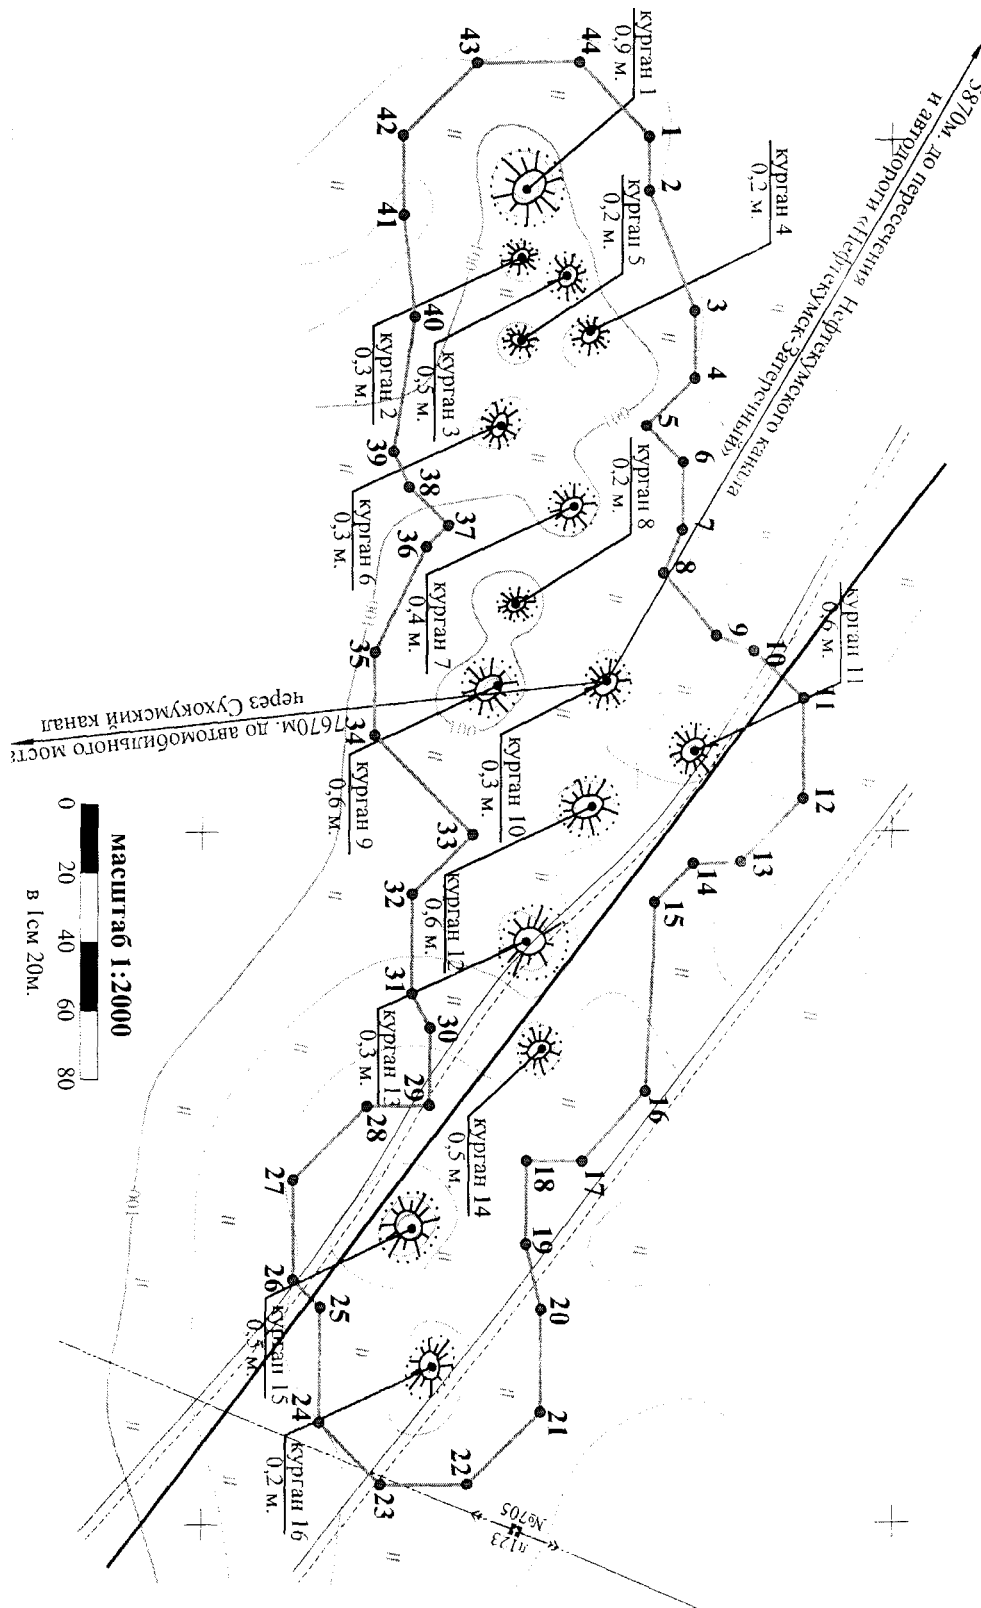 5870м. до пересечения Нефтекумского канала
и автодороги «Нефтекумск-Затеречный»
7670м. до автомобильного моста
через Сухокумский канал
курган 1
0,9 м.
курган 2
0,3 м.
курган 3
0,5 м.
курган 4
0,2 м.
курган 5
0,2 м.
курган 6
0,3 м.
курган 7
0,4 м.
курган 8
0,2 м.
курган 9
0,6 м.
курган 10
0,3 м.
курган 11
0,6 м.
курган 12
0,6 м.
курган 13
0,3 м.
курган 14
0,5 м.
курган 15
0,5 м.
курган 16
0,2 м.
1
2
3
4
5
6
7
8
9
10
11
12
13
14
15
16
17
18
19
20
21
22
23
24
25
26
27
28
29
30
31
32
33
34
35
36
37
38
39
40
41
42
43
44
100
100
100
100
п123
№705
масштаб 1:2000
0 20 40 60 80
в 1см 20м.